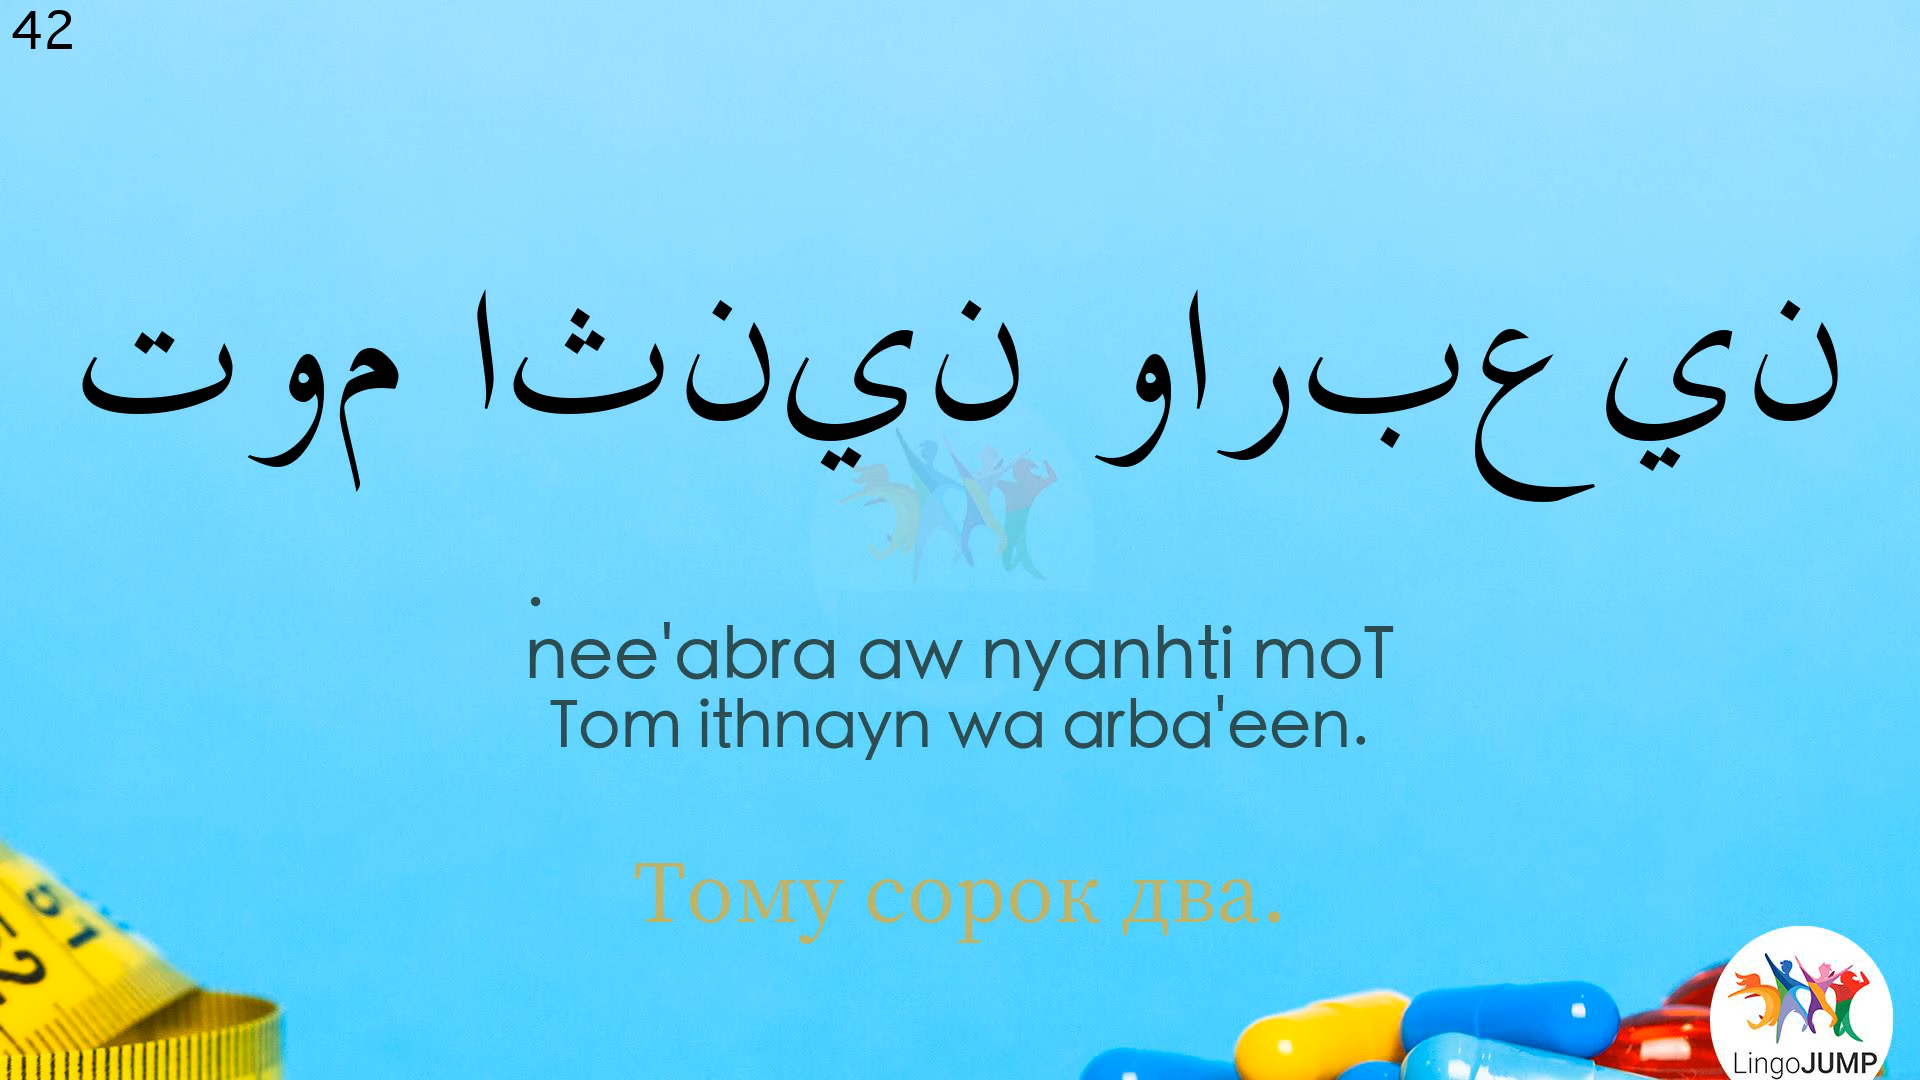 42
توم اثنين واربعين
.
nee'abra aw nyanhti moT
Tom ithnayn wa arba'een.
Тому сорок два.
LingoJUMP